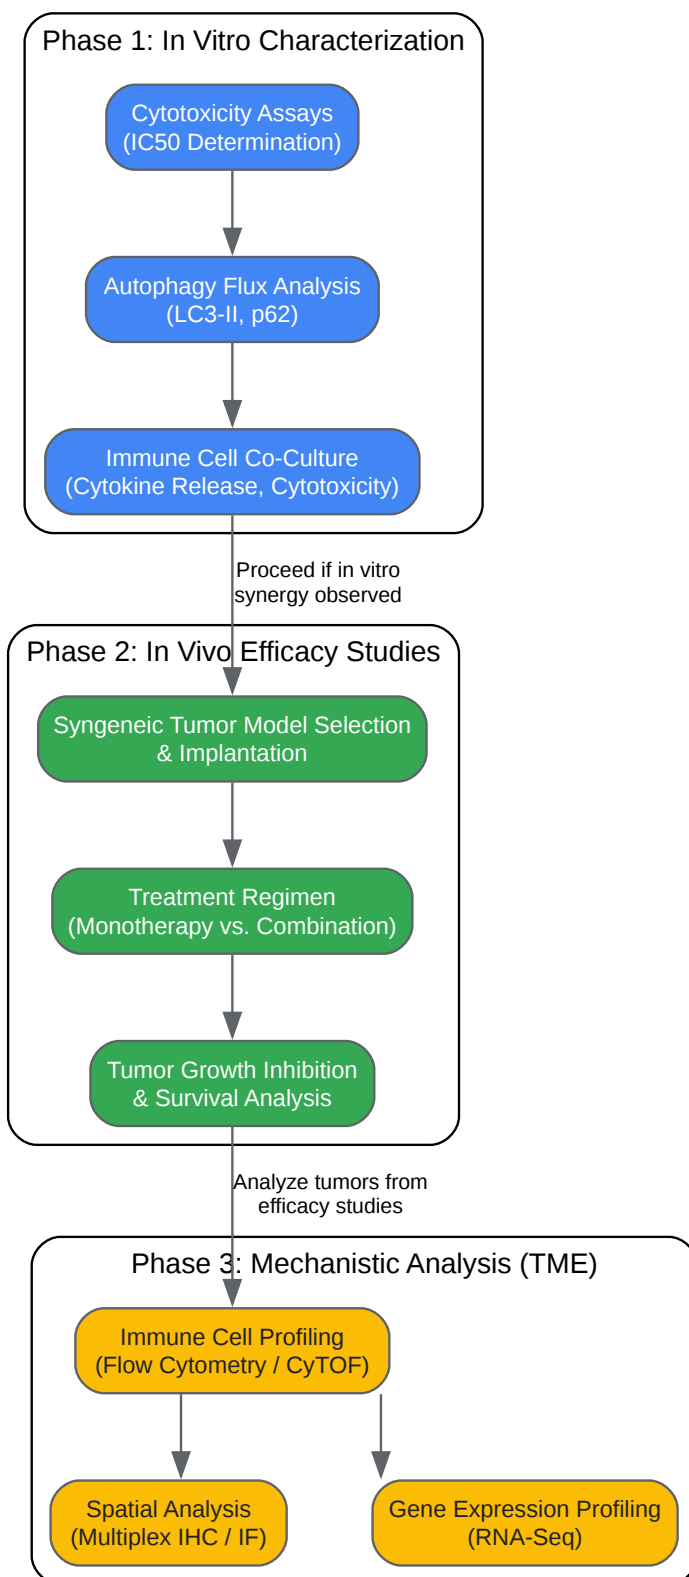 Phase 1: In Vitro Characterization
Cytotoxicity Assays
(IC50 Determination)
Autophagy Flux Analysis
(LC3-II, p62)
Immune Cell Co-Culture
(Cytokine Release, Cytotoxicity)
Proceed if in vitro
synergy observed
Phase 2: In Vivo Efficacy Studies
Syngeneic Tumor Model Selection
& Implantation
Treatment Regimen
(Monotherapy vs. Combination)
Tumor Growth Inhibition
& Survival Analysis
Analyze tumors from
efficacy studies
Phase 3: Mechanistic Analysis (TME)
Immune Cell Profiling
(Flow Cytometry / CyTOF)
Spatial Analysis
(Multiplex IHC / IF)
Gene Expression Profiling
(RNA-Seq)